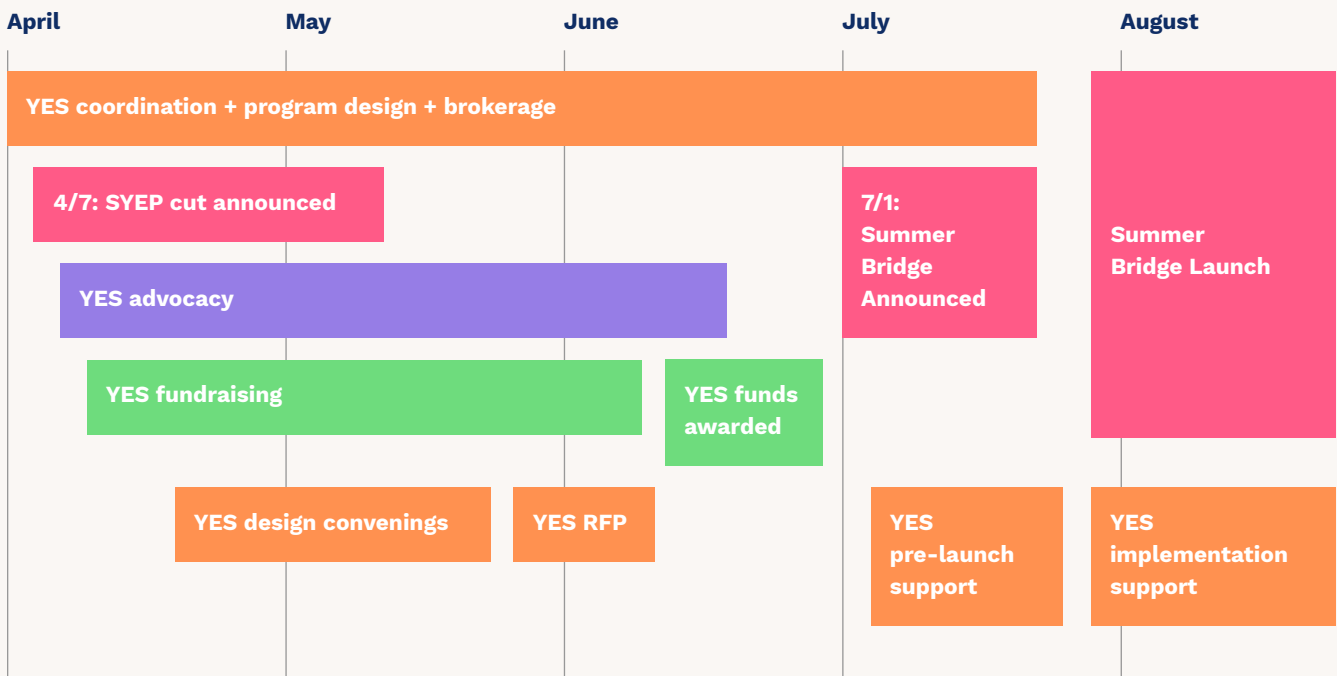 April
May
June
July
August
YES coordination + program design + brokerage
4/7: SYEP cut announced
7/1:
Summer
Bridge
Announced
Summer
Bridge Launch
YES advocacy
YES fundraising
YES funds
awarded
YES design convenings
YES RFP
YES
pre-launch
support
YES
implementation
support